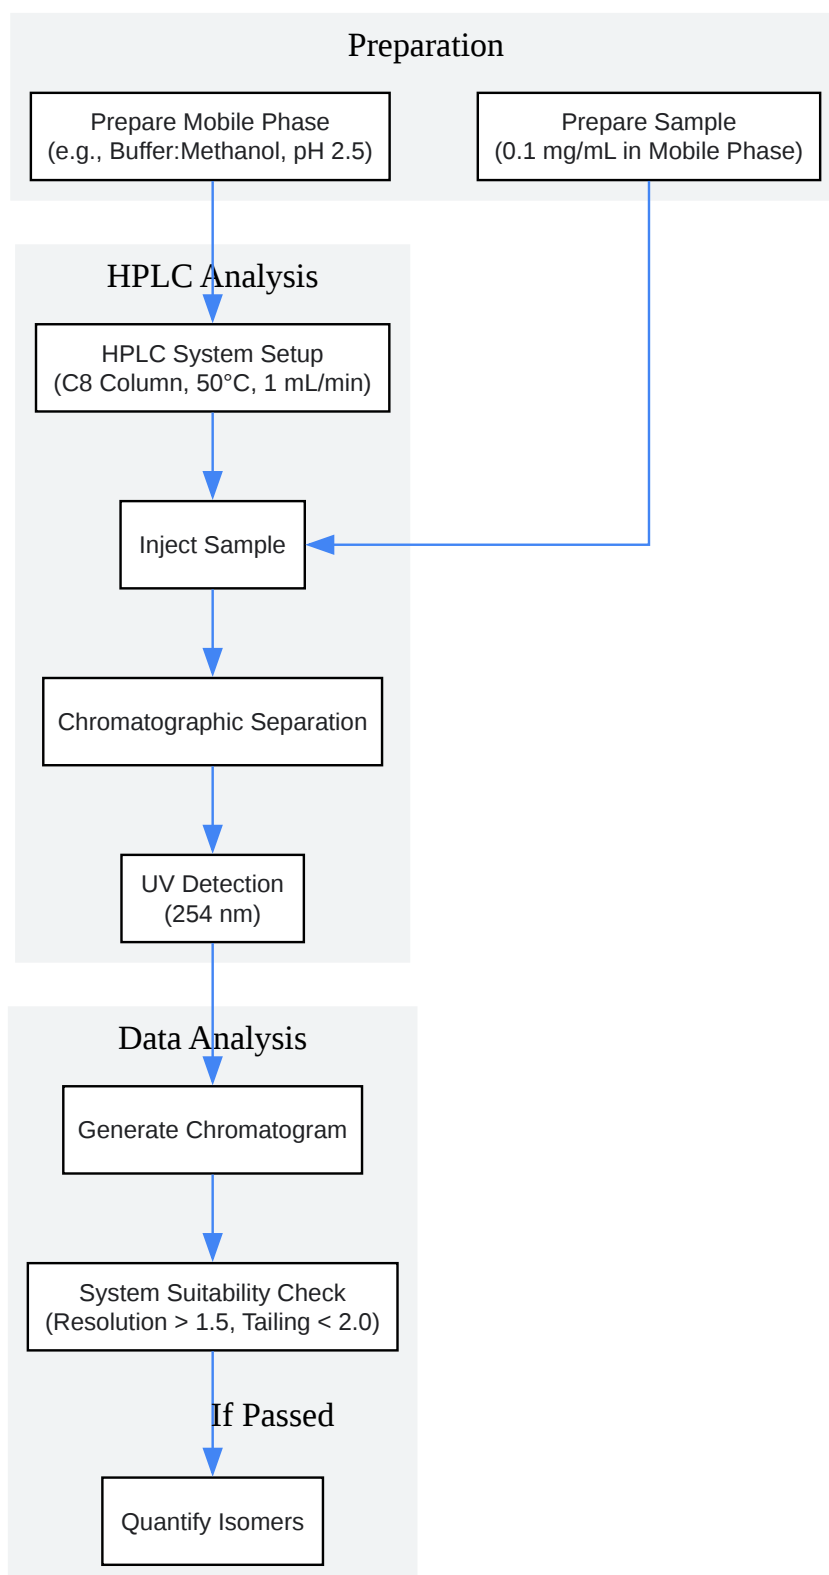 Preparation
Prepare Mobile Phase
(e.g., Buffer:Methanol, pH 2.5)
Prepare Sample
(0.1 mg/mL in Mobile Phase)
HPLC Analysis
HPLC System Setup
(C8 Column, 50°C, 1 mL/min)
Inject Sample
Chromatographic Separation
UV Detection
(254 nm)
Data Analysis
Generate Chromatogram
System Suitability Check
(Resolution > 1.5, Tailing < 2.0)
If Passed
Quantify Isomers